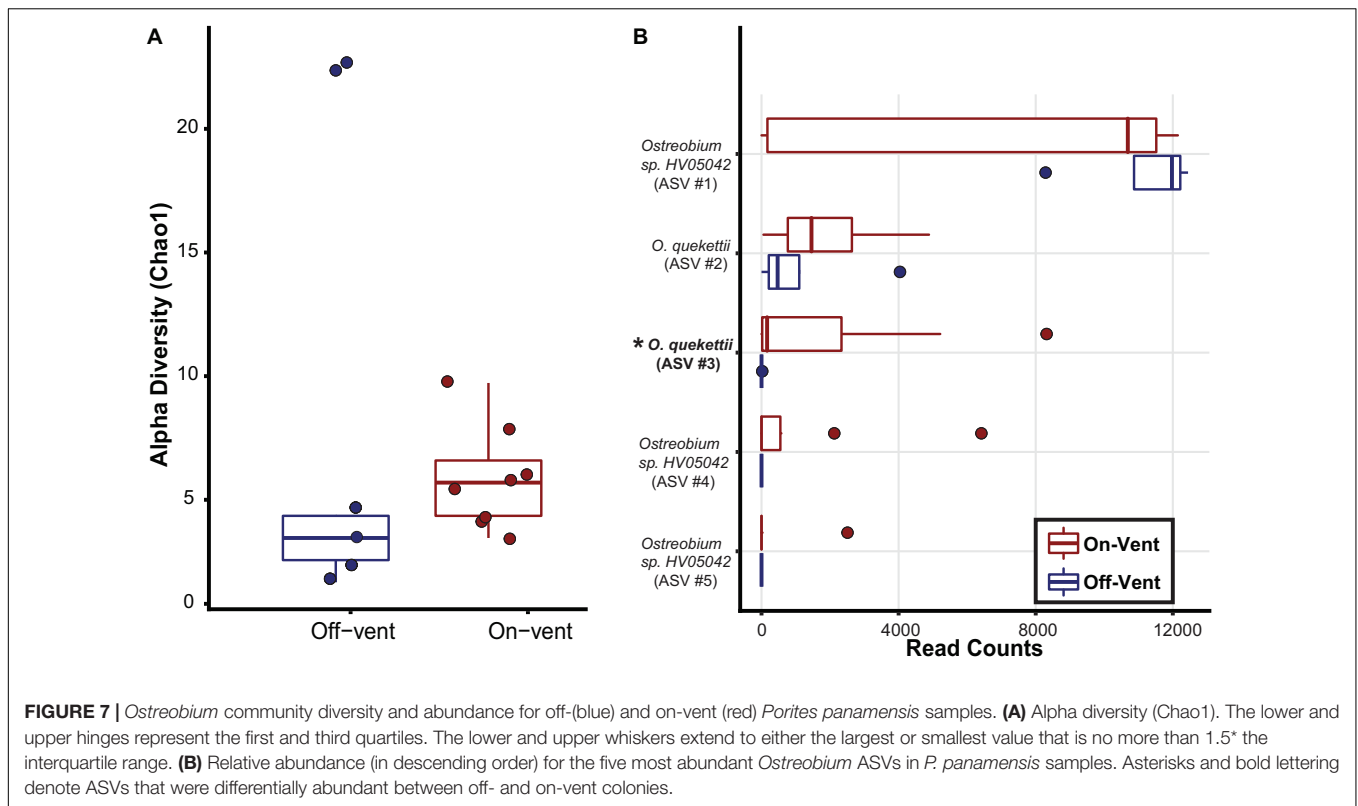 A
Alpha Diversity (Chao1)
20
15
10
5
0
Off−vent
On−vent
B
Ostreobium
sp. HV05042
(ASV #1)
O. quekettii
(ASV #2)
* O. quekettii
(ASV #3)
Ostreobium
sp. HV05042
(ASV #4)
Ostreobium
sp. HV05042
(ASV #5)
On-Vent
Off-Vent
0
4000
8000
12000
Read Counts
FIGURE 7 | Ostreobium community diversity and abundance for off-(blue) and on-vent (red) Porites panamensis samples. (A) Alpha diversity (Chao1). The lower and
upper hinges represent the first and third quartiles. The lower and upper whiskers extend to either the largest or smallest value that is no more than 1.5* the
interquartile range. (B) Relative abundance (in descending order) for the five most abundant Ostreobium ASVs in P. panamensis samples. Asterisks and bold lettering
denote ASVs that were differentially abundant between off- and on-vent colonies.